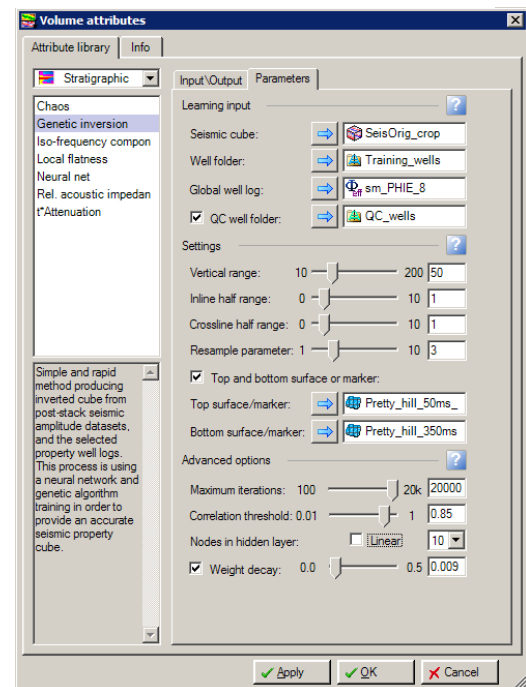 Volume attributes
Attribute library Info
Stratigraphic
Chaos
Genetic inversion
Iso-frequency compon
Local flatness
Neural net
Rel. acoustic impedan
t*Attenuation
Simple and rapid
method producing
inverted cube from
post-stack seismic
amplitude datasets,
and the selected
property well logs.
This process is using
a neural network and
genetic algorithm
training in order to
provide an accurate
seismic property
cube.
Input\Output Parameters
Learning input ?
Seismic cube: SeisOrig_crop
Well folder: Training_wells
Global well log: Φeff sm_PHIE_8
QC well folder: QC_wells
Settings ?
Vertical range: 10 200 50
Inline half range: 0 10 1
Crossline half range: 0 10 1
Resample parameter: 1 10 3
Top and bottom surface or marker:
Top surface/marker: Pretty_hill_50ms_
Bottom surface/marker: Pretty_hill_350ms
Advanced options ?
Maximum iterations: 100 20k 20000
Correlation threshold: 0.01 1 0.85
Nodes in hidden layer: Linear 10
Weight decay: 0.0 0.5 0.009
Apply OK Cancel